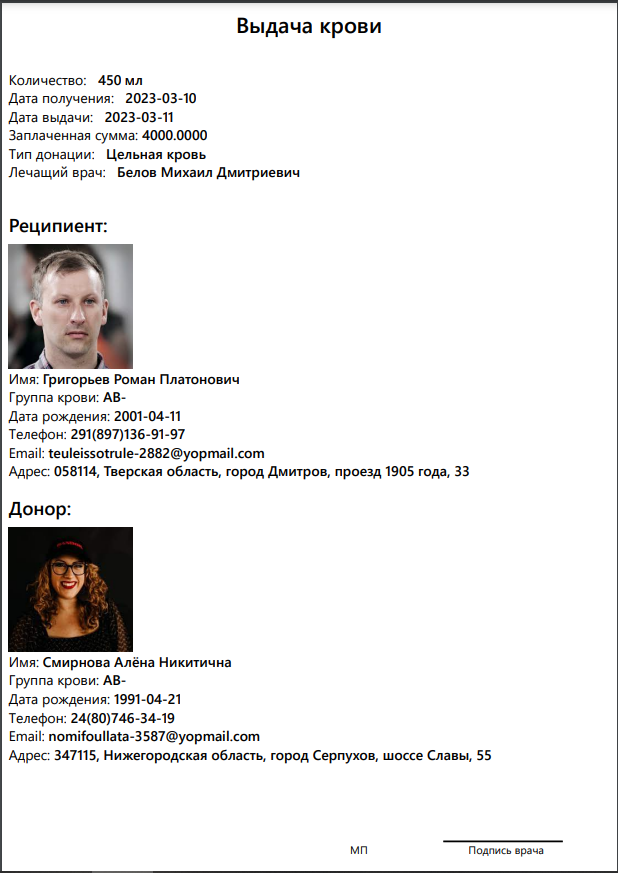 Выдача крови
Количество: 450 мл
Дата получения: 2023-03-10
Дата выдачи: 2023-03-11
Заплаченная сумма: 4000.0000
Тип донации: Цельная кровь
Лечащий врач: Белов Михаил Дмитриевич
Реципиент:
Имя: Григорьев Роман Платонович
Группа крови: AB-
Дата рождения: 2001-04-11
Телефон: 291(897)136-91-97
Email: teuleissotrule-2882@yopmail.com
Адрес: 058114, Тверская область, город Дмитров, проезд 1905 года, 33
Донор:
Имя: Смирнова Алёна Никитична
Группа крови: AB-
Дата рождения: 1991-04-21
Телефон: 24(80)746-34-19
Email: nomifoullata-3587@yopmail.com
Адрес: 347115, Нижегородская область, город Серпухов, шоссе Славы, 55
МП
Подпись врача